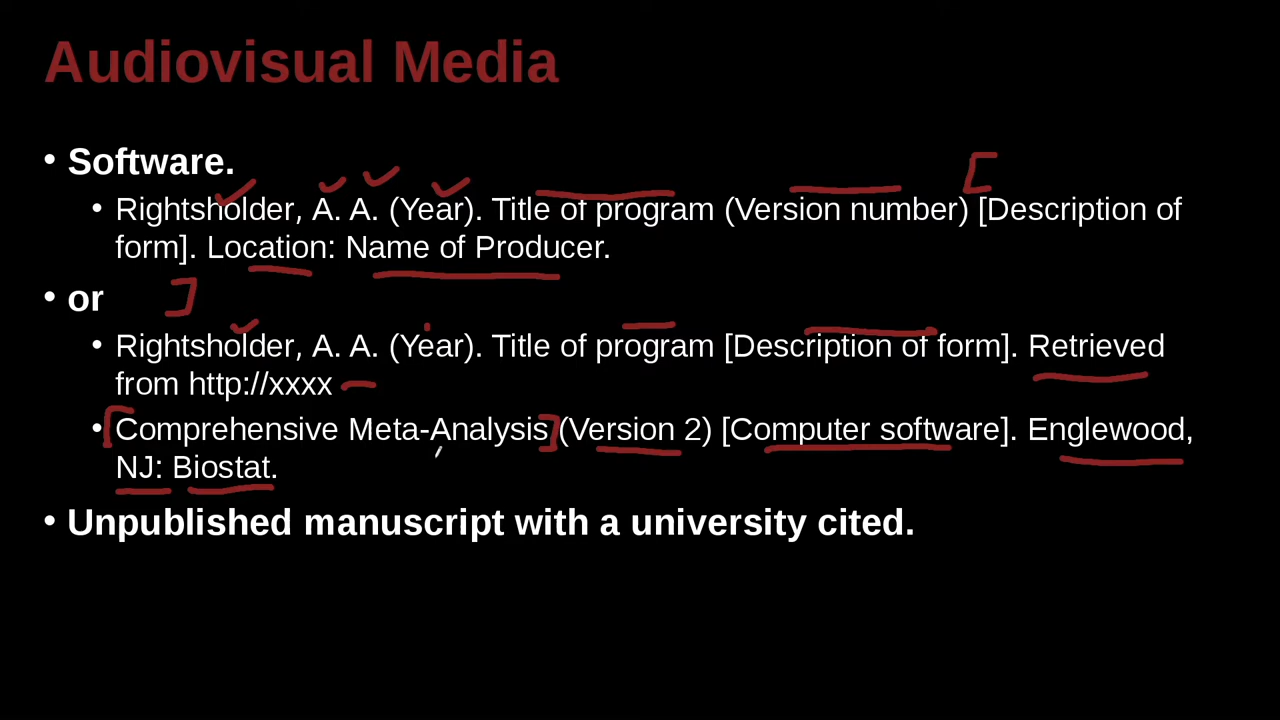 Audiovisual Media
• Software.
• Rightsholder, A. A. (Year). Title of program (Version number) [Description of
form]. Location: Name of Producer.
• or
• Rightsholder, A. A. (Year). Title of program [Description of form]. Retrieved
from http://xxxx
• Comprehensive Meta-Analysis (Version 2) [Computer software]. Englewood,
NJ: Biostat.
• Unpublished manuscript with a university cited.